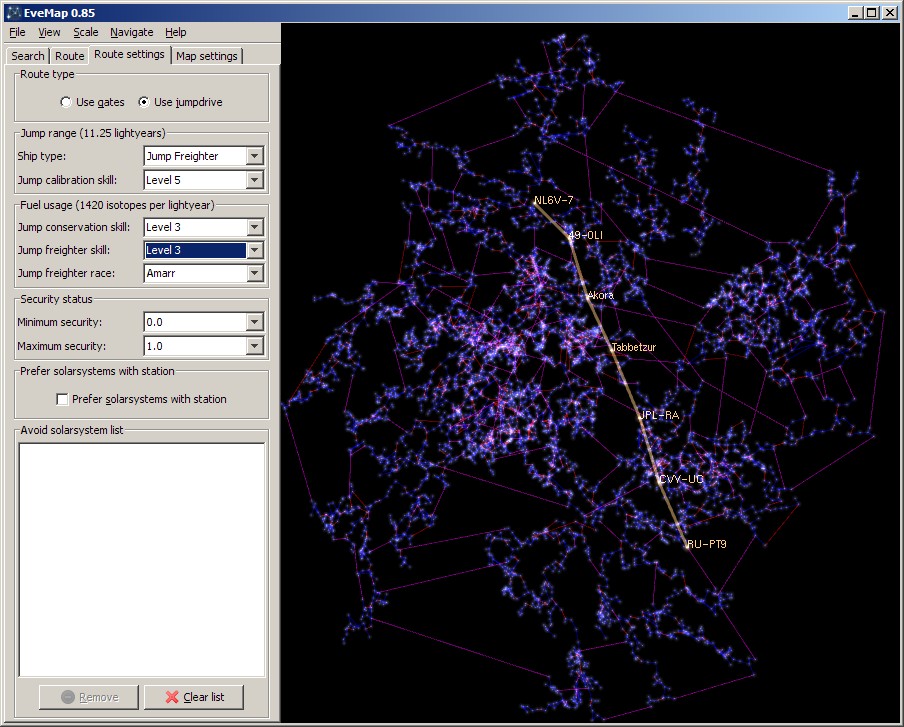 EveMap 0.85
File View Scale Navigate Help
Search Route Route settings Map settings
Route type
Use gates Use jumpdrive
Jump range (11.25 lightyears)
Ship type: Jump Freighter
Jump calibration skill: Level 5
Fuel usage (1420 isotopes per lightyear)
Jump conservation skill: Level 3
Jump freighter skill: Level 3
Jump freighter race: Amarr
Security status
Minimum security: 0.0
Maximum security: 1.0
Prefer solarsystems with station
Prefer solarsystems with station
Avoid solarsystem list
Remove Clear list
NL6V-7
49-0LI
Akora
Tabbetzur
JPL-RA
CVY-UC
RU-PT9